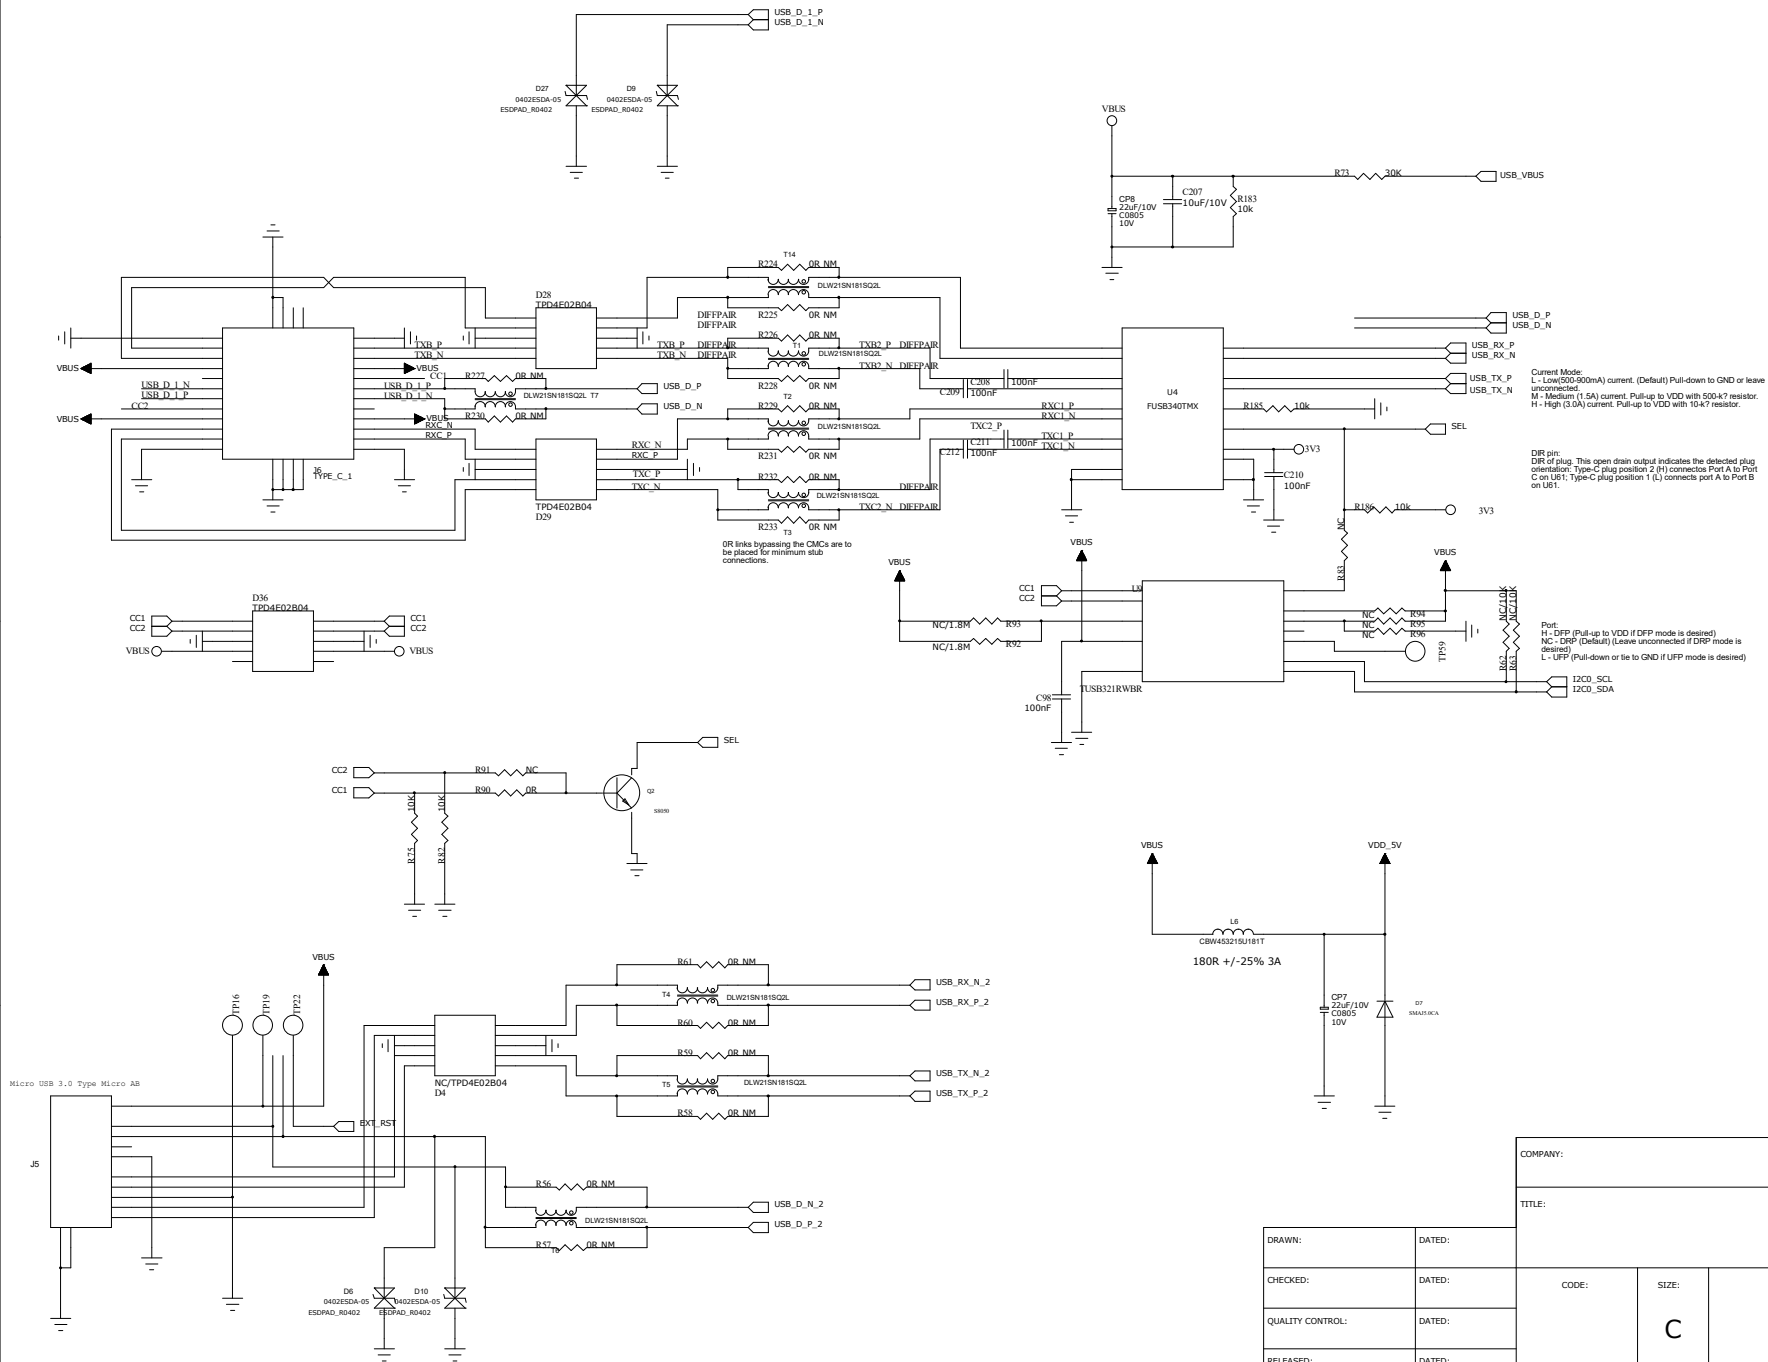 USB_D_1_P
USB_D_1_N
D27
0402ESDA-05
ESDPAD_R0402
D9
0402ESDA-05
ESDPAD_R0402
VBUS
R73 30K
USB_VBUS
CP8
22uF/10V
C0805
10V
C207
10uF/10V
R183
10k
T14
R224 0R NM
DLW21SN181SQ2L
R225 0R NM
D28
TPD4E02B04
DIFFPAIR
DIFFPAIR
R226 0R NM
T1
TXB_P
TXB_N
TXB_P DIFFPAIR
TXB_N DIFFPAIR
DLW21SN181SQ2L
TXB2_P DIFFPAIR
TXB2_N DIFFPAIR
R228 0R NM
VBUS
VBUS
CC1
R227 0R NM
USB_D_1_N
USB_D_1_P
USB_D_1_P
USB_D_1_N
DLW21SN181SQ2L T7
USB_D_P
USB_D_N
CC2
VBUS
VBUS
R230 0R NM
RXC_N
RXC_P
T2
R229 0R NM
DLW21SN181SQ2L
R231 0R NM
C208
100nF
C209
100nF
RXC1_P
RXC1_N
TXC2_P
C211
100nF
C212
100nF
TXC1_P
TXC1_N
RXC_N
RXC_P
TXC_P
TXC_N
R232 0R NM
DLW21SN181SQ2L
DIFFPAIR
TXC2_N DIFFPAIR
R233 0R NM
T3
J6
TYPE_C_1
TPD4E02B04
D29
0R links bypassing the CMCs are to
be placed for minimum stub
connections.
U4
FUSB340TMX
USB_D_P
USB_D_N
USB_RX_P
USB_RX_N
USB_TX_P
USB_TX_N
R185 10k
SEL
3V3
C210
100nF
R186 10k
3V3
Current Mode:
L - Low(500-900mA) current. (Default) Pull-down to GND or leave
unconnected.
M - Medium (1.5A) current. Pull-up to VDD with 500-k? resistor.
H - High (3.0A) current. Pull-up to VDD with 10-k? resistor.
DIR pin:
DIR of plug. This open drain output indicates the detected plug
orientation: Type-C plug position 2 (H) connectos Port A to Port
C on U61; Type-C plug position 1 (L) connects port A to Port B
on U61.
NC
R83
VBUS
VBUS
VBUS
CC1
CC2
U9
NC/1.8M R93
NC/1.8M R92
C98
100nF
TUSB321RWBR
NC R94
NC R95
NC R96
TP59
NC/10K
NC/10K
R62
R63
I2C0_SCL
I2C0_SDA
Port:
H - DFP (Pull-up to VDD if DFP mode is desired)
NC - DRP (Default) (Leave unconnected if DRP mode is
desired)
L - UFP (Pull-down or tie to GND if UFP mode is desired)
D36
TPD4E02B04
CC1
CC2
VBUS
CC1
CC2
VBUS
SEL
CC2
CC1
R91 NC
R90 0R
Q2
S8050
10K
R75
10K
R82
VBUS
VDD_5V
L6
CBW453215U181T
180R +/-25% 3A
CP7
22uF/10V
C0805
10V
D7
SMAJ5.0CA
VBUS
TP16
TP19
TP22
R61 0R NM
T4
DLW21SN181SQ2L
R60 0R NM
USB_RX_N_2
USB_RX_P_2
R59 0R NM
T5
DLW21SN181SQ2L
R58 0R NM
USB_TX_N_2
USB_TX_P_2
NC/TPD4E02B04
D4
Micro USB 3.0 Type Micro AB
J5
EXT_RST
R56 0R NM
DLW21SN181SQ2L
R57 0R NM
T6
USB_D_N_2
USB_D_P_2
D6
0402ESDA-05
ESDPAD_R0402
D10
0402ESDA-05
ESDPAD_R0402
COMPANY:
TITLE:
DRAWN: DATED:
CHECKED: DATED:
CODE: SIZE:
C
QUALITY CONTROL: DATED:
RELEASED: DATED: